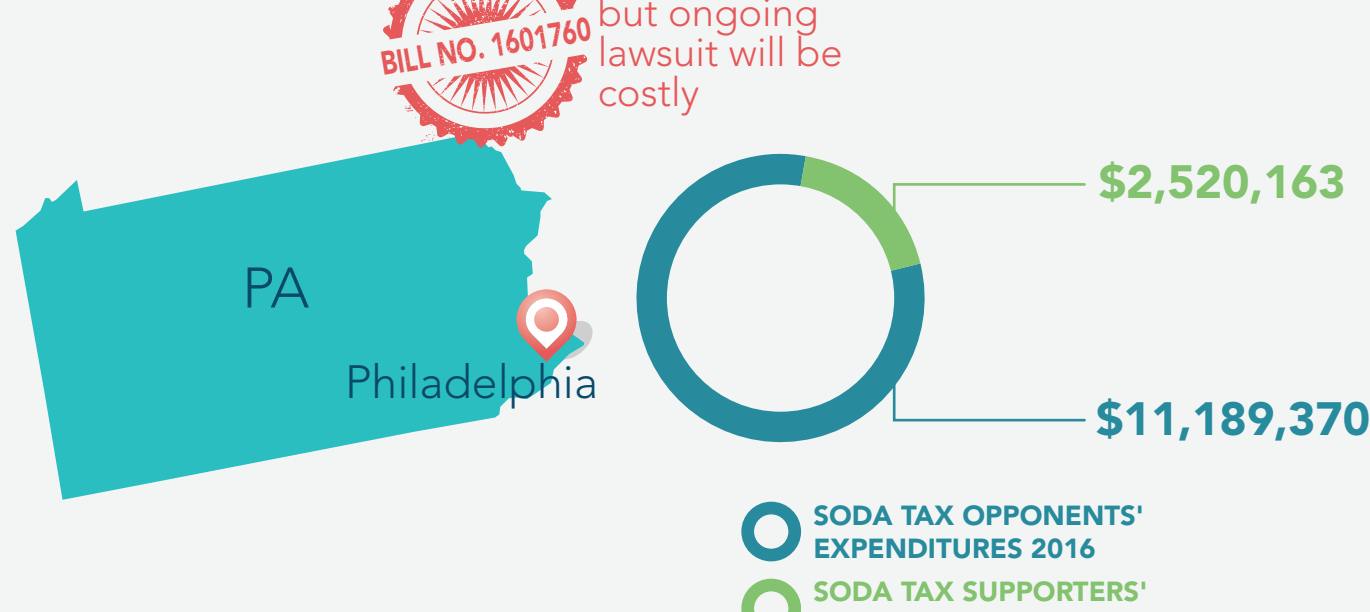 but ongoing
lawsuit will be
costly
BILL NO. 1601760
$2,520,163
PA
Philadelphia
$11,189,370
SODA TAX OPPONENTS'
EXPENDITURES 2016
SODA TAX SUPPORTERS'